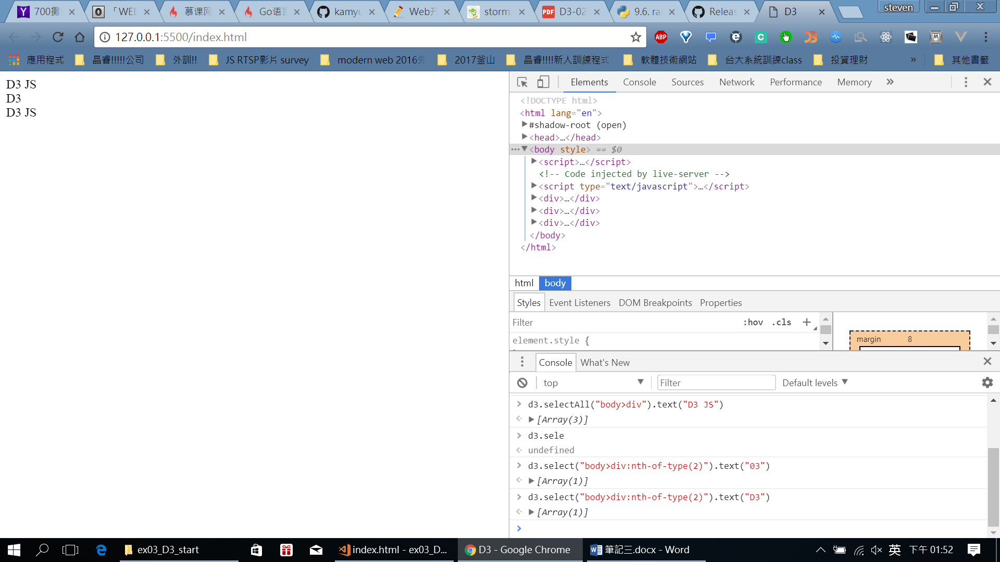 700攤
「WEE
慕课网
Go语言
kamyu
Web开
storm
D3-02
9.6. ra
Releas
D3
steven
127.0.0.1:5500/index.html
ABP
應用程式
晶睿!!!!!公司
外訓!!
JS RTSP影片 survey
modern web 2016外
2017釜山
晶睿!!!!新人訓練程式
軟體技術網站
台大系統訓練class
投資理財
»
其他書籤
D3 JS
D3
D3 JS
Elements Console Sources Network Performance Memory »
<!DOCTYPE html>
<html lang="en">
#shadow-root (open)
<head>…</head>
<body style> == $0
<script>…</script>
<!-- Code injected by live-server -->
<script type="text/javascript">…</script>
<div>…</div>
<div>…</div>
<div>…</div>
</body>
</html>
html body
Styles Event Listeners DOM Breakpoints Properties
Filter :hov .cls +
element.style {
margin 8
Console What's New
top Filter Default levels
> d3.selectAll("body>div").text("D3 JS")
[Array(3)]
> d3.sele
undefined
> d3.select("body>div:nth-of-type(2)").text("03")
[Array(1)]
> d3.select("body>div:nth-of-type(2)").text("D3")
[Array(1)]
>
ex03_D3_start
index.html - ex03_D...
D3 - Google Chrome
筆記三.docx - Word
英
下午 01:52